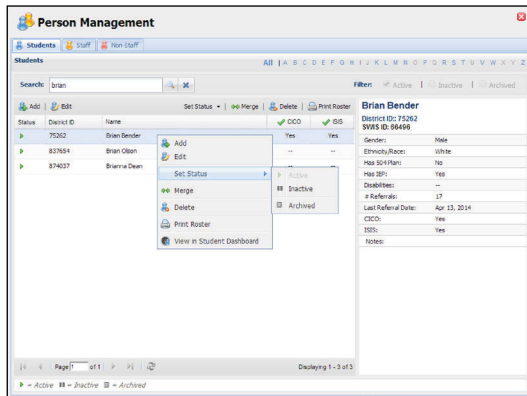 Person Management
Students Staff Non-Staff
Students All | A B C D E F G H I J K L M N O P Q R S T U V W X Y Z
Search: brian Filter: Active | Inactive | Archived
Add | Edit Set Status | Merge | Delete | Print Roster
Status District ID Name CICO ISIS
75262 Brian Bender Yes Yes
837654 Brian Olson -- --
874037 Brianna Dean
Add
Edit
Set Status
Merge
Delete
Print Roster
View in Student Dashboard
Active
Inactive
Archived
Brian Bender
District ID: 75262
SWIS ID: 66496
Gender: Male
Ethnicity/Race: White
Has 504 Plan: No
Has IEP: Yes
Disabilities: --
# Referrals: 17
Last Referral Date: Apr 13, 2014
CICO: Yes
ISIS: Yes
Notes:
Page 1 of 1 Displaying 1 - 3 of 3
= Active = Inactive = Archived